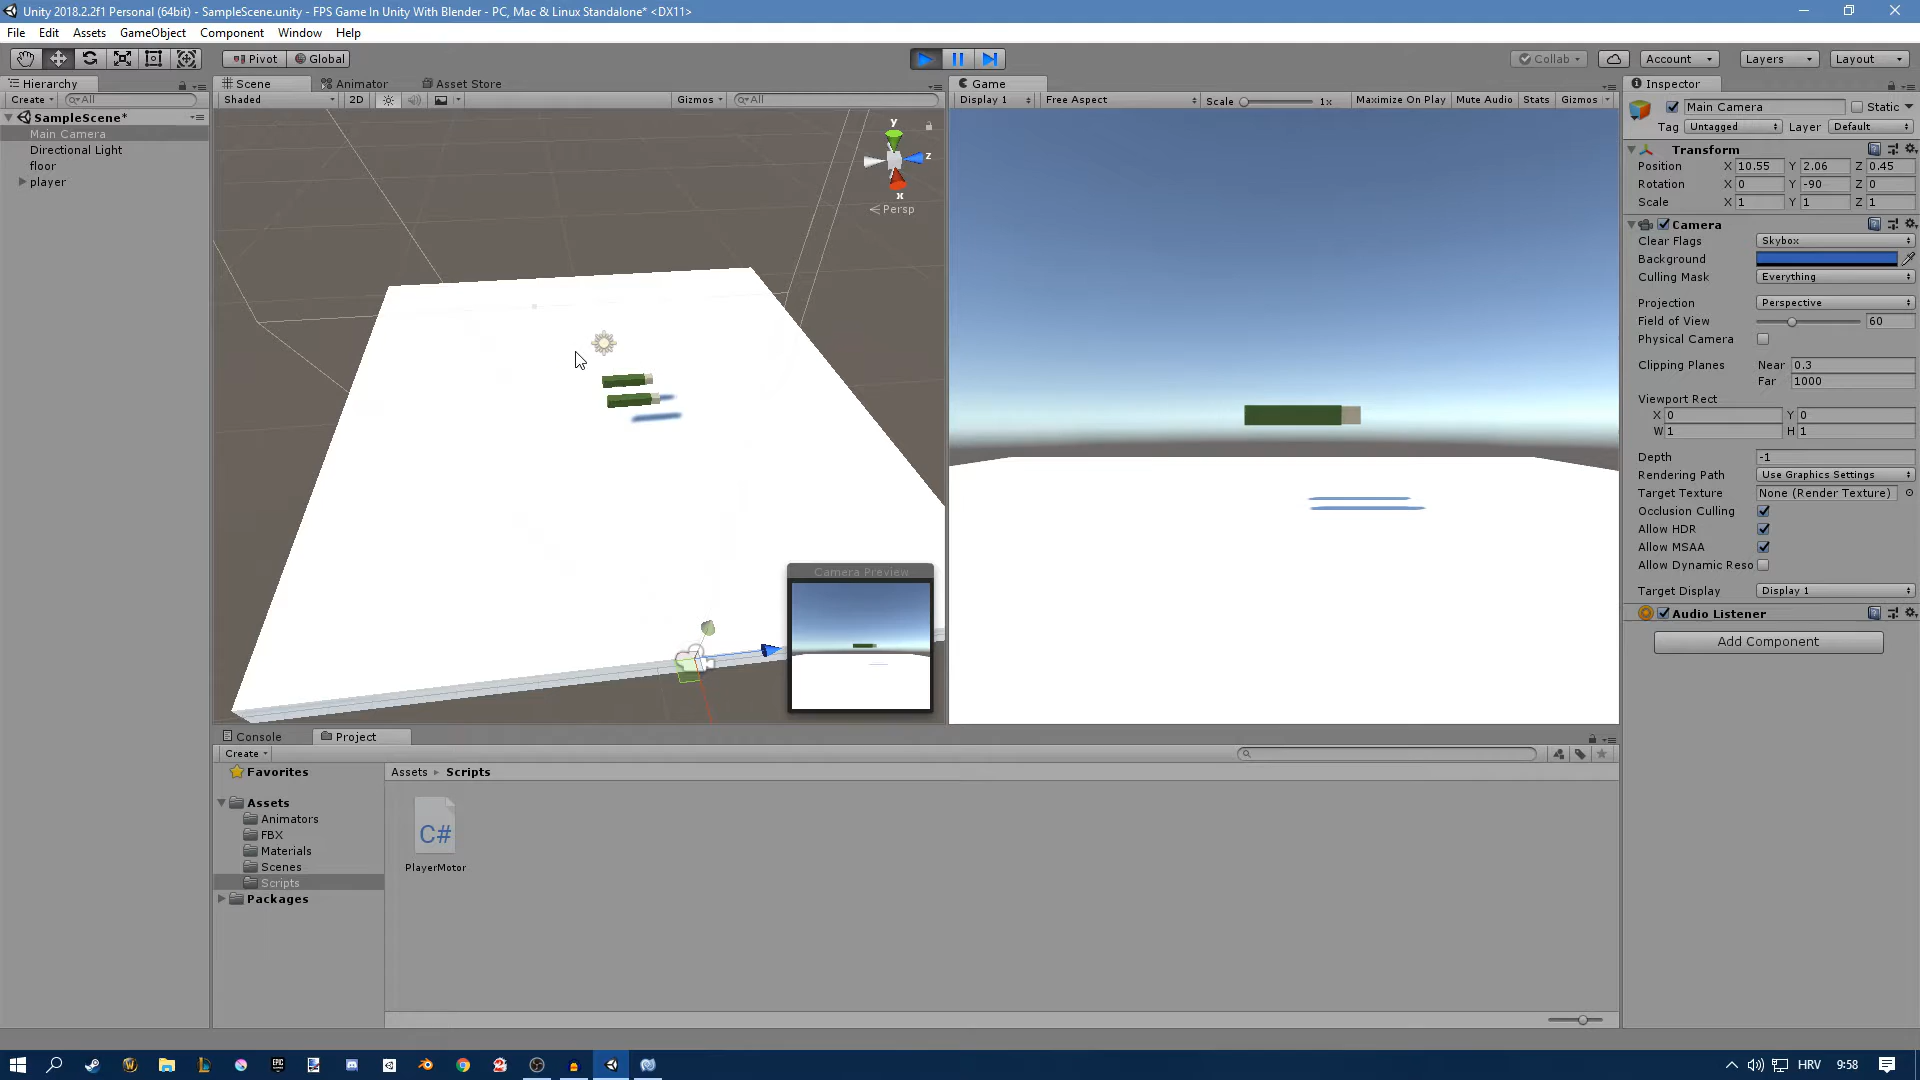 Unity 2018.2.2f1 Personal (64bit) - SampleScene.unity - FPS Game In Unity With Blender - PC, Mac & Linux Standalone* <DX11>
File Edit Assets GameObject Component Window Help
Pivot Global Collab Account Layers Layout
Hierarchy
Create All
SampleScene*
Main Camera
Directional Light
floor
player
Scene Animator Asset Store
Shaded 2D Gizmos All
y
z
x
Persp
Camera Preview
Game
Display 1 Free Aspect Scale 1x Maximize On Play Mute Audio Stats Gizmos
Inspector
Main Camera Static
Tag Untagged Layer Default
Transform
Position X 10.55 Y 2.06 Z 0.45
Rotation X 0 Y -90 Z 0
Scale X 1 Y 1 Z 1
Camera
Clear Flags Skybox
Background
Culling Mask Everything
Projection Perspective
Field of View 60
Physical Camera
Clipping Planes Near 0.3
Far 1000
Viewport Rect
X 0 Y 0
W 1 H 1
Depth -1
Rendering Path Use Graphics Settings
Target Texture None (Render Texture)
Occlusion Culling
Allow HDR
Allow MSAA
Allow Dynamic Reso
Target Display Display 1
Audio Listener
Add Component
Console Project
Create
Favorites
Assets
Animators
FBX
Materials
Scenes
Scripts
Packages
Assets Scripts
C#
PlayerMotor
HRV 9:58